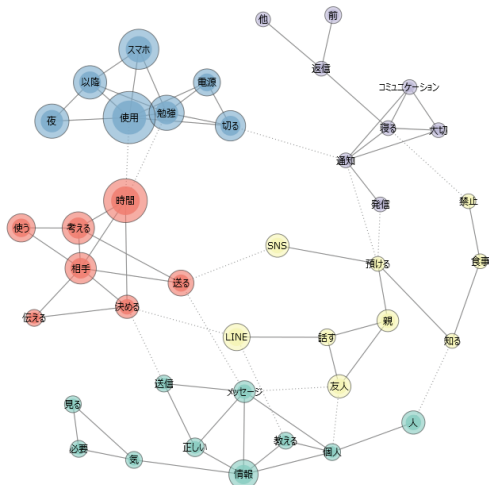 他
前
スマホ
返信
以降
電源
コミュニケーション
夜
使用
勉強
切る
寝る
大切
通知
時間
発信
禁止
使う
考える
SNS
相手
預ける
食事
送る
伝える
決める
親
LINE
話す
知る
送信
メッセージ
友人
見る
人
必要
正しい
教える
個人
気
情報